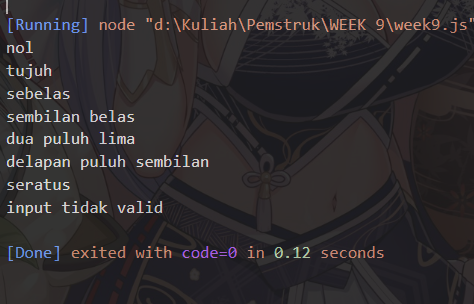 [Running] node "d:\Kuliah\Pemstruk\WEEK 9\week9.js"
nol
tujuh
sebelas
sembilan belas
dua puluh lima
delapan puluh sembilan
seratus
input tidak valid
[Done] exited with code=0 in 0.12 seconds